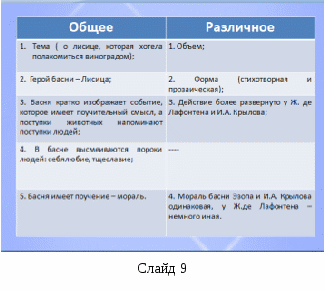 Общее
Различное
1. Тема ( о лисице, которая хотела
полакомиться виноградом);
1. Объем;
2. Герой басни – Лисица;
2. Форма (стихотворная и
прозаическая);
3. Басня кратко изображает событие,
которое имеет поучительный смысл, а
поступки животных напоминают
поступки людей;
3. Действие более развернуто у Ж. де
Лафонтена и И.А. Крылова;
4. В басне высмеиваются пороки
людей: себялюбие, тщеславие;
----
5. Басня имеет поучение – мораль.
4. Мораль басни Эзопа и И.А. Крылова
одинаковая, у Ж.де Лафонтена –
немного иная.
Слайд 9